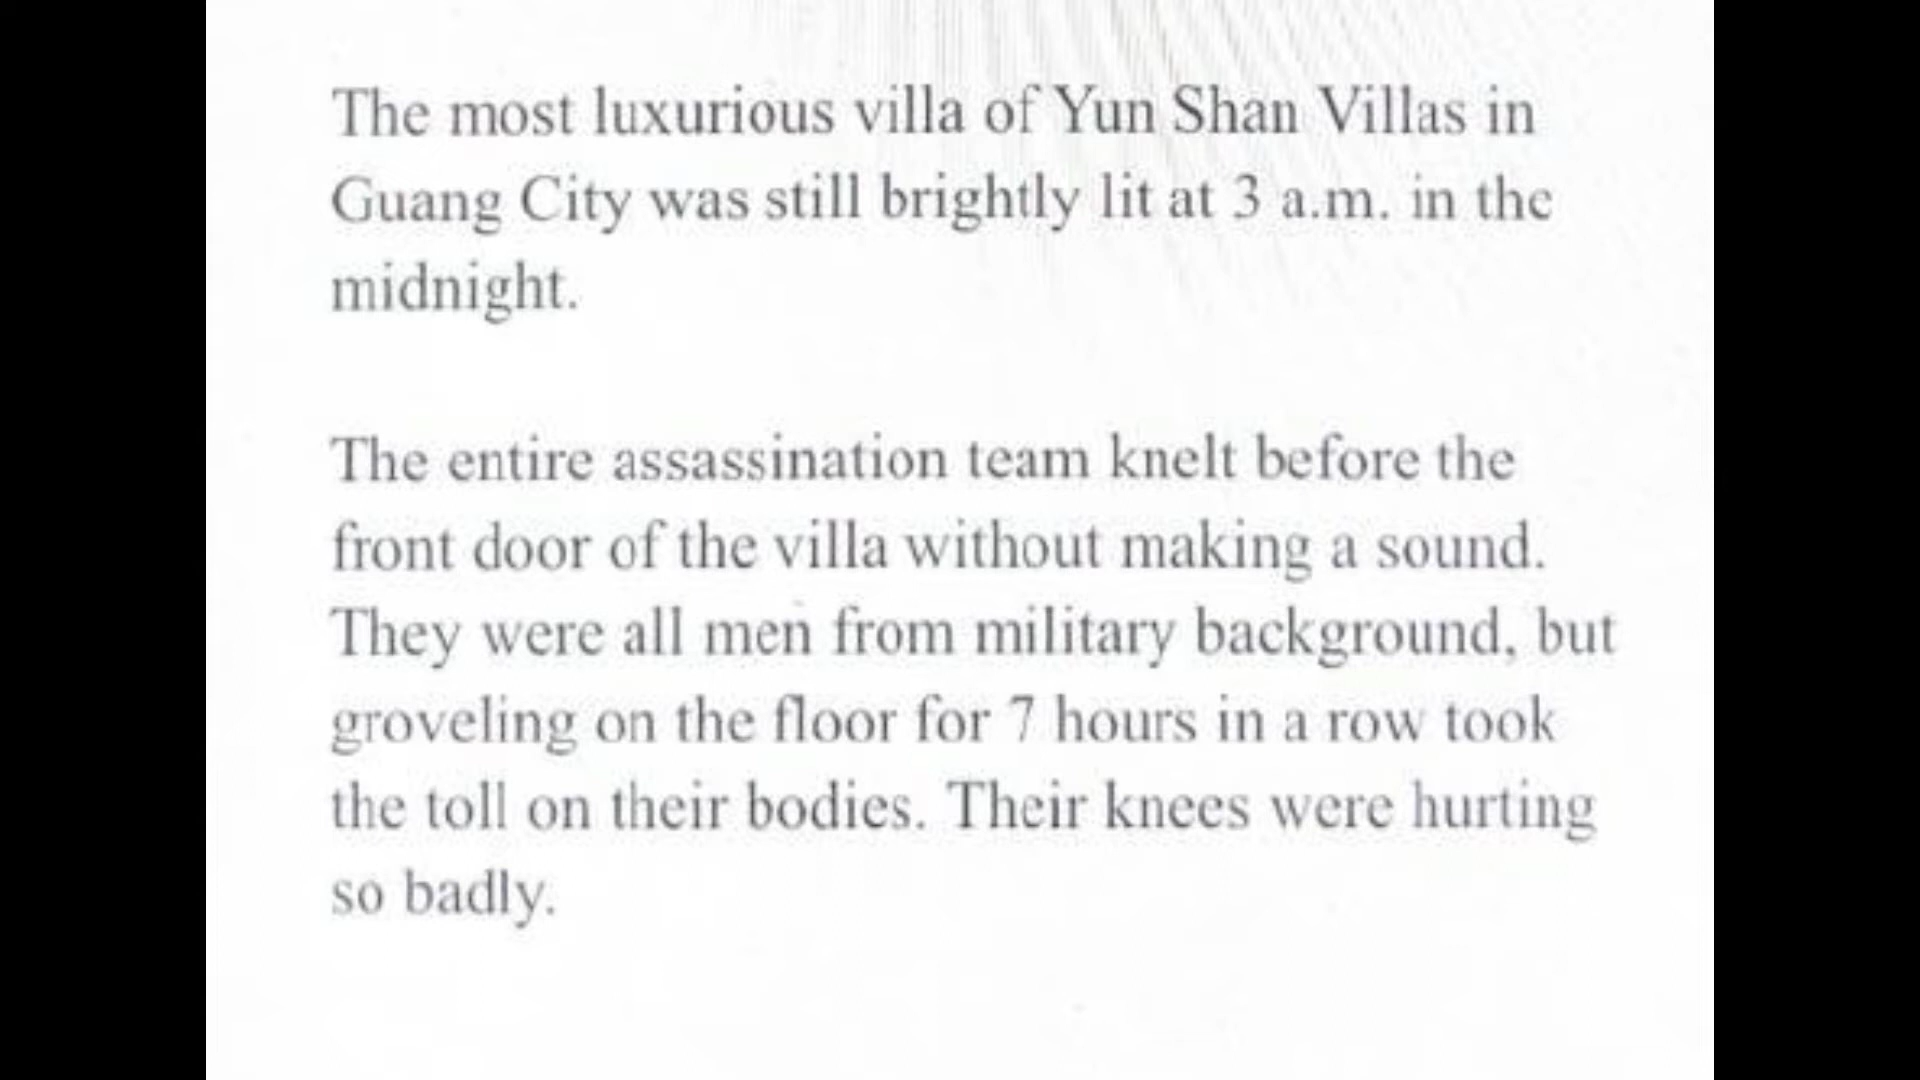 The most luxurious villa of Yun Shan Villas in
Guang City was still brightly lit at 3 a.m. in the
midnight.
The entire assassination team knelt before the
front door of the villa without making a sound.
They were all men from military background, but
groveling on the floor for 7 hours in a row took
the toll on their bodies. Their knees were hurting
so badly.